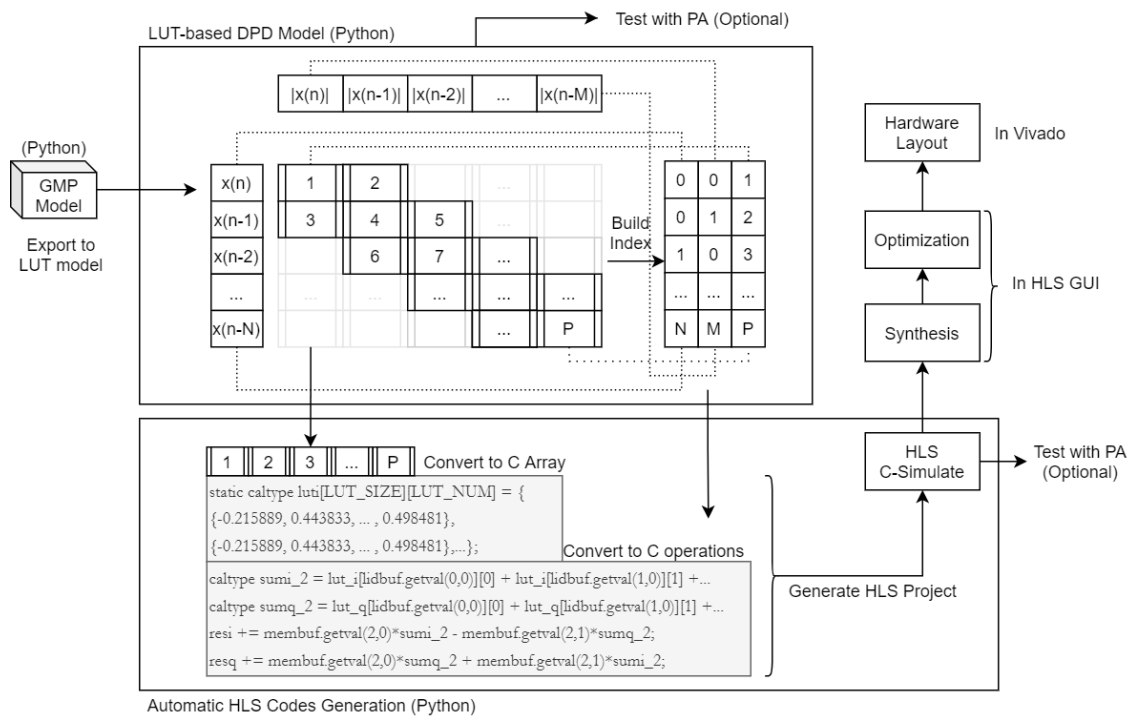 Test with PA (Optional)
LUT-based DPD Model (Python)
|x(n)| |x(n-1)| |x(n-2)| ... |x(n-M)|
(Python)
GMP
Model
Export to
LUT model
x(n) 1 2 ...
x(n-1) 3 4 5 ...
x(n-2) 6 7 ...
... ... ... ... ... ...
x(n-N) ... P
Build
Index
0 0 1
0 1 2
1 0 3
... ... ...
N M P
Hardware
Layout
In Vivado
Optimization
In HLS GUI
Synthesis
HLS
C-Simulate
Test with PA
(Optional)
1 2 3 ... P
Convert to C Array
static caltype luti[LUT_SIZE][LUT_NUM] = {
{-0.215889, 0.443833, ... , 0.498481},
{-0.215889, 0.443833, ... , 0.498481},...};
Convert to C operations
caltype sumi_2 = lut_i[lidbuf.getval(0,0)][0] + lut_i[lidbuf.getval(1,0)][1] +...
caltype sumq_2 = lut_q[lidbuf.getval(0,0)][0] + lut_q[lidbuf.getval(1,0)][1] +...
resi += membuf.getval(2,0)*sumi_2 - membuf.getval(2,1)*sumq_2;
resq += membuf.getval(2,0)*sumq_2 + membuf.getval(2,1)*sumi_2;
Generate HLS Project
Automatic HLS Codes Generation (Python)